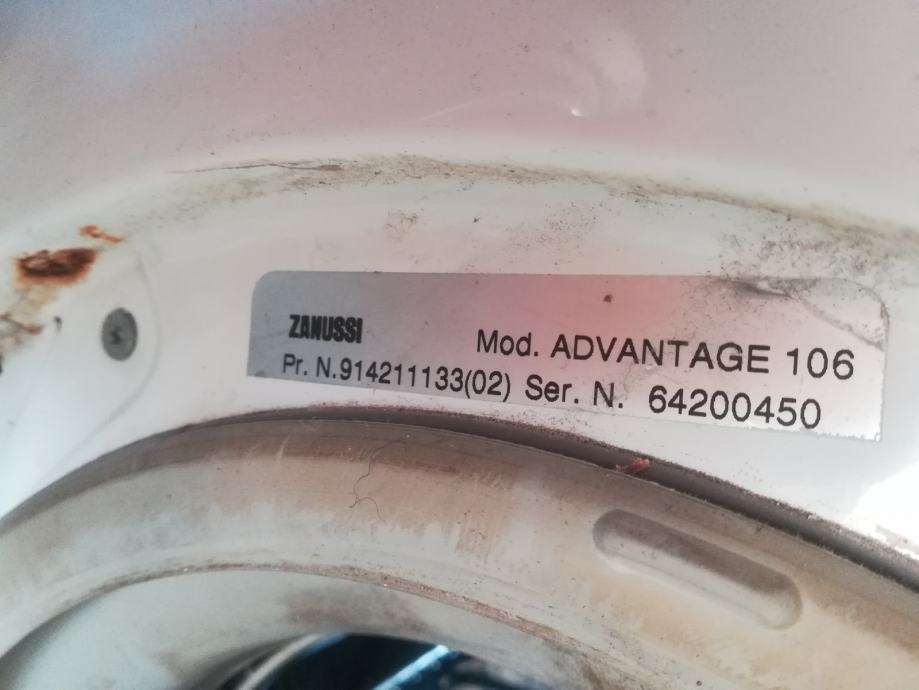 ZANUSSI Mod. ADVANTAGE 106
Pr. N.914211133(02) Ser. N. 64200450